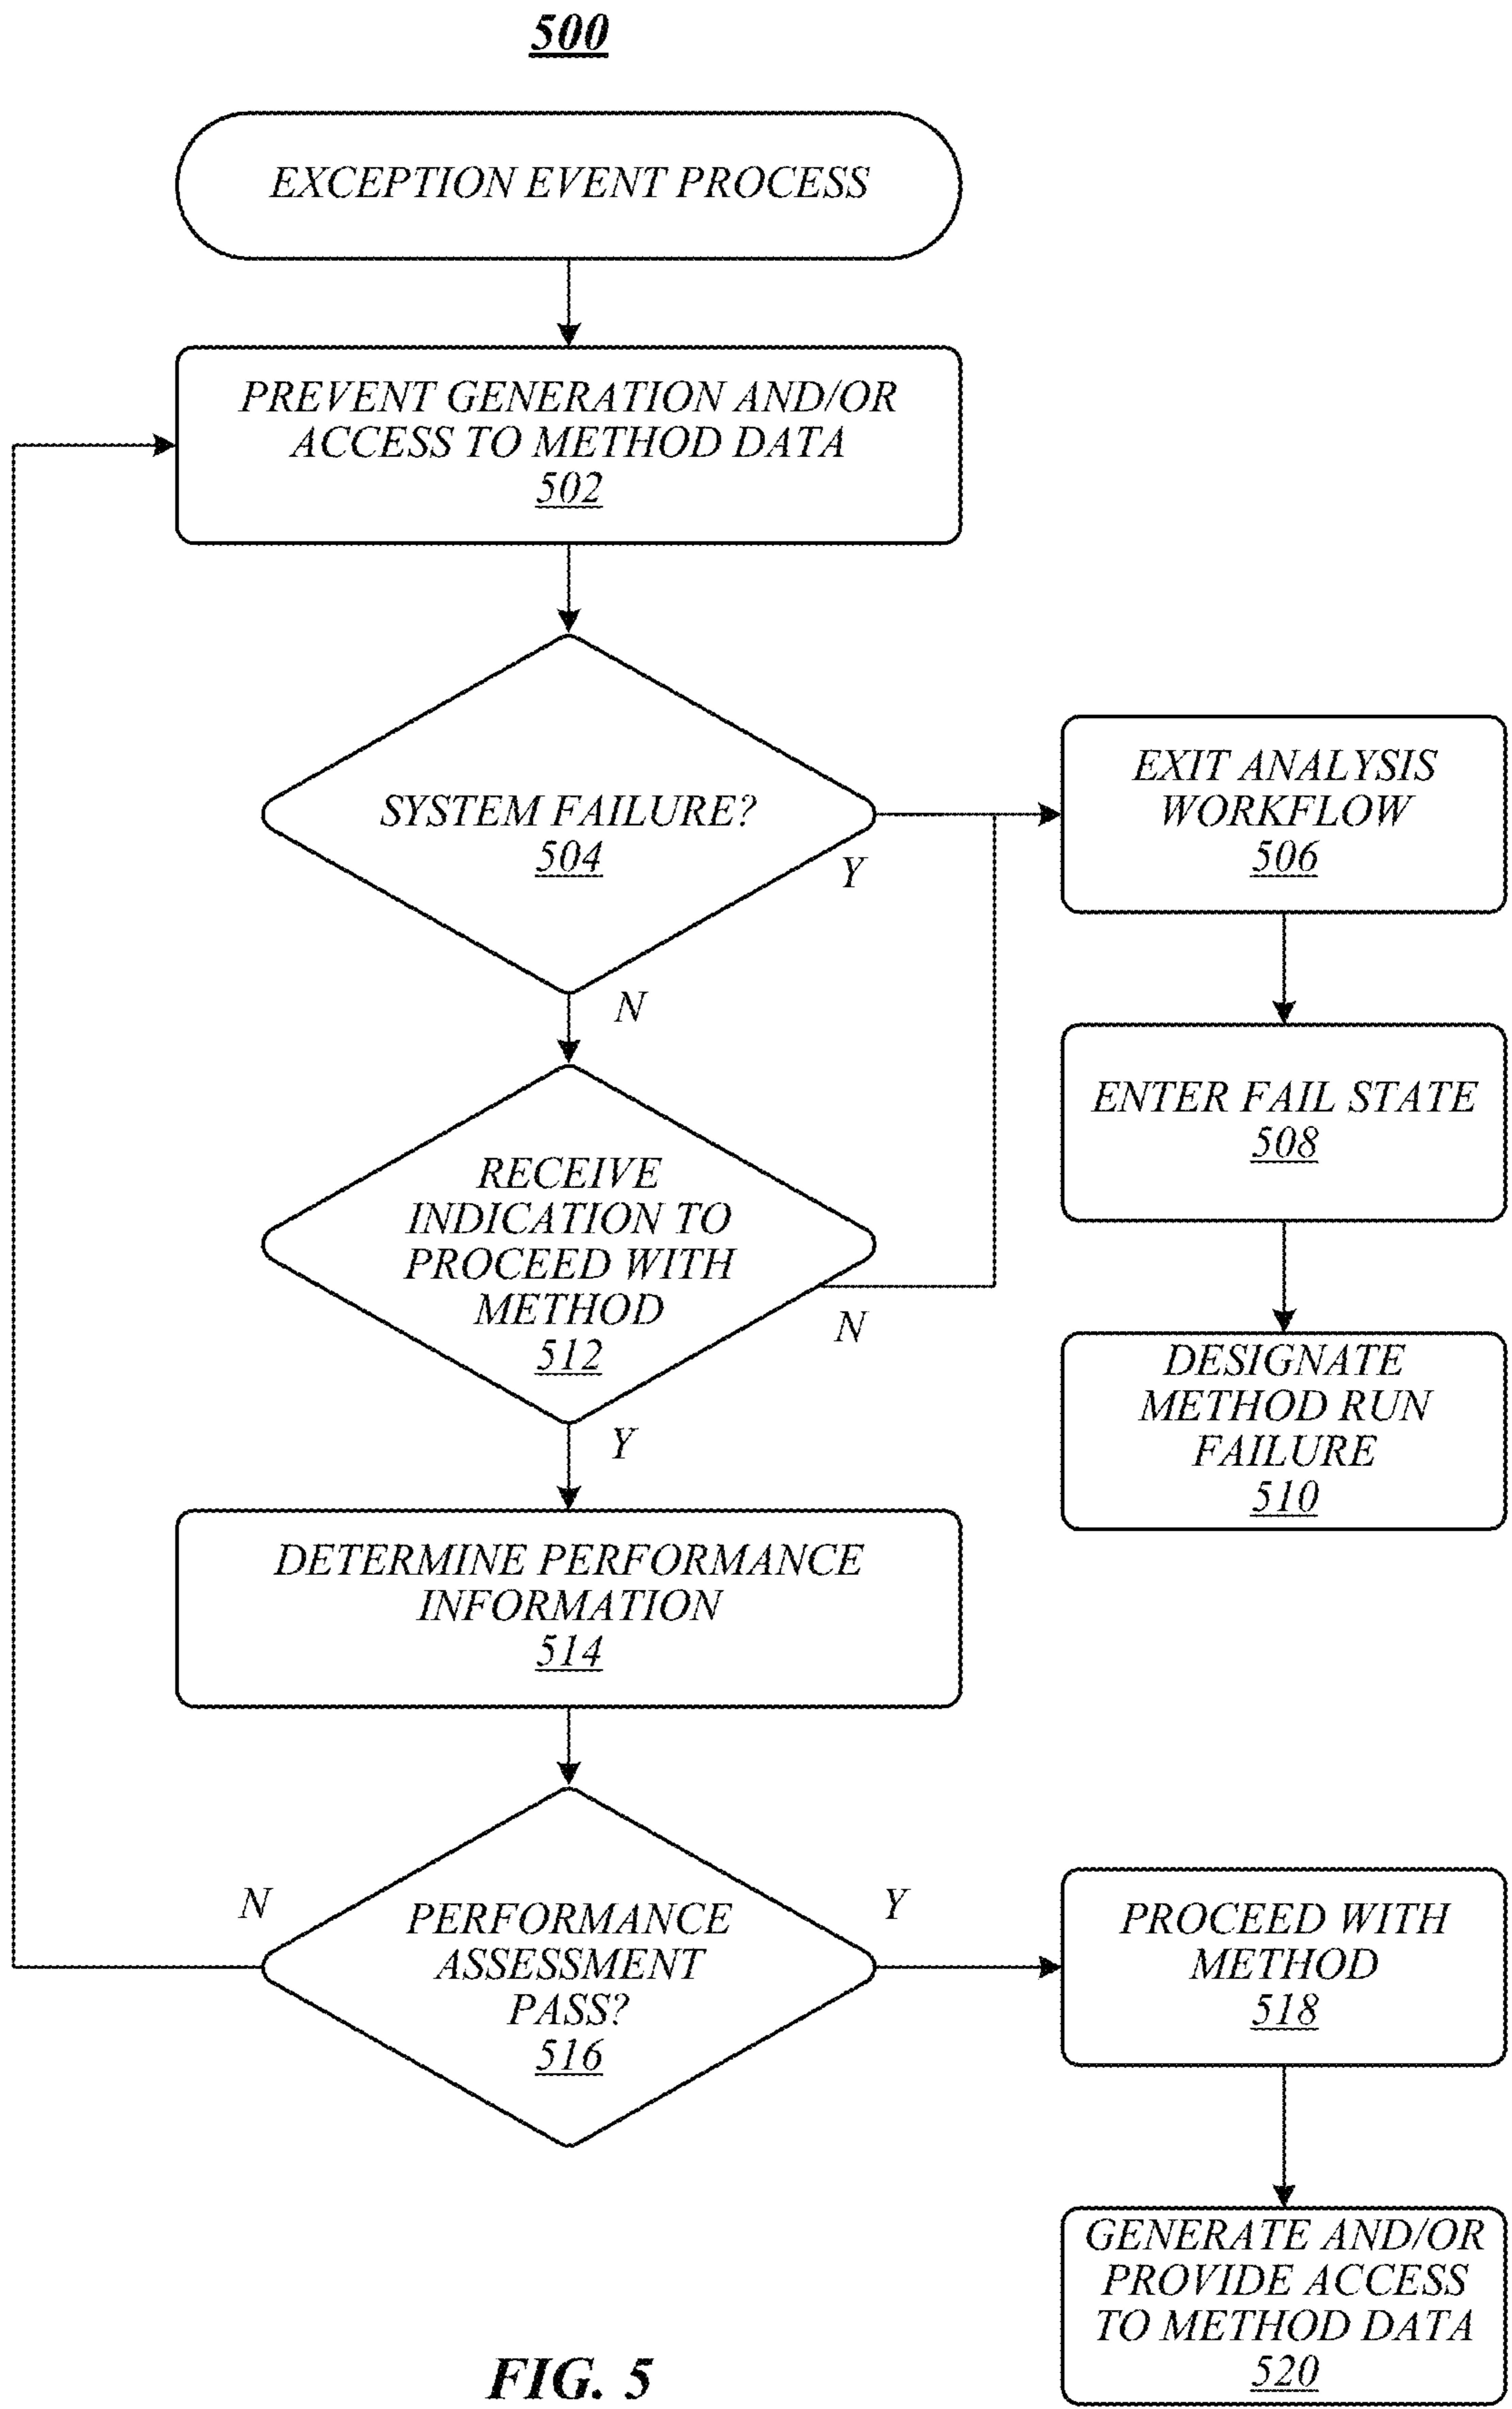 500
EXCEPTION EVENT PROCESS
PREVENT GENERATION AND/OR
ACCESS TO METHOD DATA
502
SYSTEM FAILURE?
504
Y
N
EXIT ANALYSIS
WORKFLOW
506
ENTER FAIL STATE
508
DESIGNATE
METHOD RUN
FAILURE
510
RECEIVE
INDICATION TO
PROCEED WITH
METHOD
512
N
Y
DETERMINE PERFORMANCE
INFORMATION
514
N
PERFORMANCE
ASSESSMENT
PASS?
516
Y
PROCEED WITH
METHOD
518
GENERATE AND/OR
PROVIDE ACCESS
TO METHOD DATA
520
FIG. 5